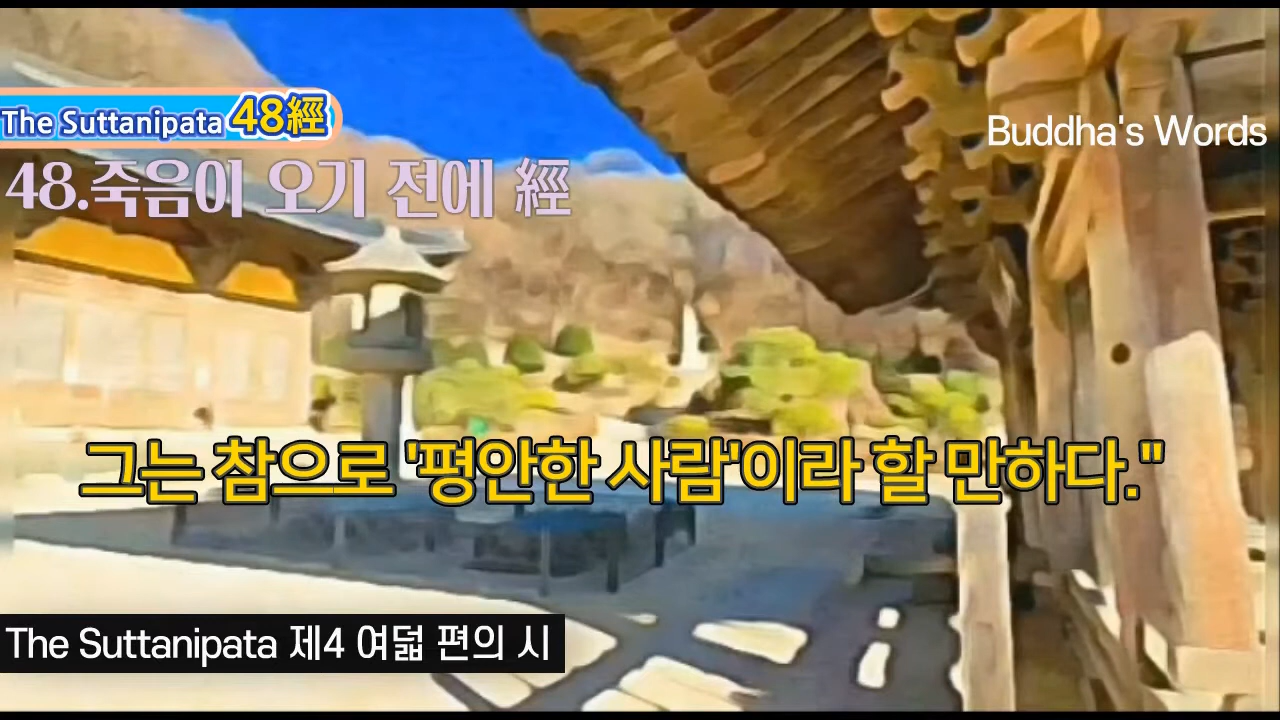 The Suttanipata 48經
Buddha's Words
48.죽음이 오기 전에 經
그는 참으로 '평안한 사람'이라 할 만하다."
The Suttanipata 제4 여덟 편의 시